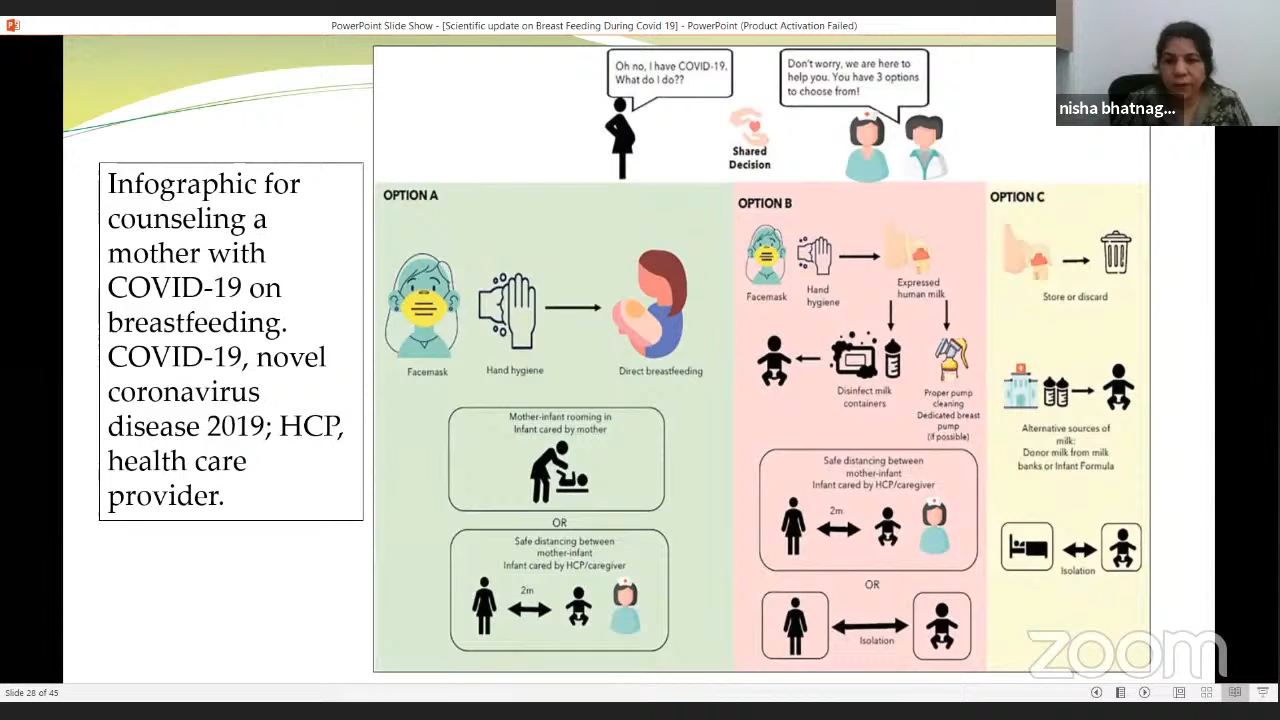 PowerPoint Slide Show - [Scientific update on Breast Feeding During Covid 19] - PowerPoint (Product Activation Failed)
nisha bhatnag...
Oh no, I have COVID-19.
What do I do??
Don't worry, we are here to
help you. You have 3 options
to choose from!
Shared
Decision
Infographic for
counseling a
mother with
COVID-19 on
breastfeeding.
COVID-19, novel
coronavirus
disease 2019; HCP,
health care
provider.
OPTION A
Facemask
Hand hygiene
Direct breastfeeding
Mother-infant rooming in
Infant cared by mother
OR
Safe distancing between
mother-infant
Infant cared by HCP/caregiver
2m
OPTION B
Facemask
Hand
hygiene
Expressed
human milk
Disinfect milk
containers
Proper pump
cleaning
Dedicated breast
pump
(if possible)
Safe distancing between
mother-infant
Infant cared by HCP/caregiver
2m
OR
Isolation
OPTION C
Store or discard
Alternative sources of
milk:
Donor milk from milk
banks or Infant Formula
Isolation
zoom
Slide 28 of 45